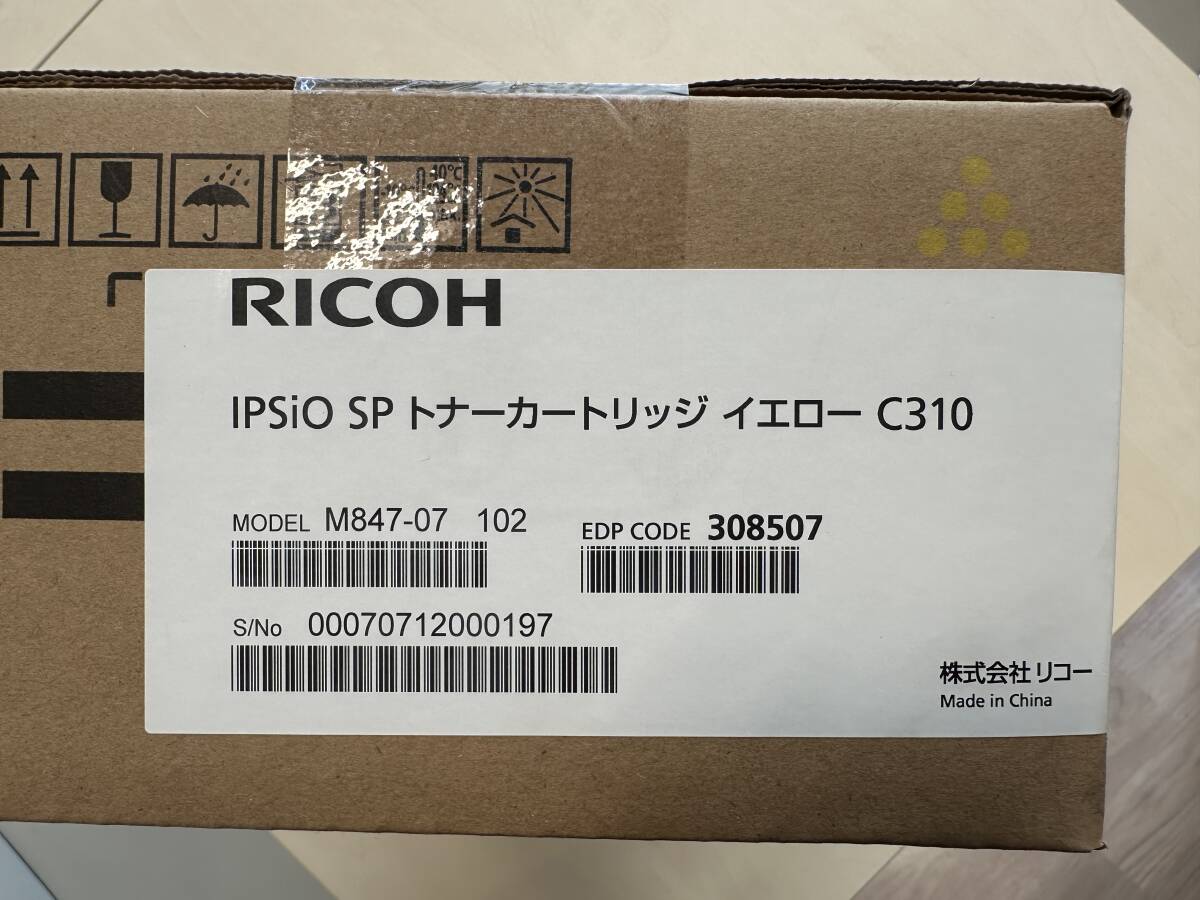 RICOH
IPSiO SP トナーカートリッジ イエロー C310
MODEL M847-07 102
EDP CODE 308507
S/No 00070712000197
株式会社 リコー
Made in China